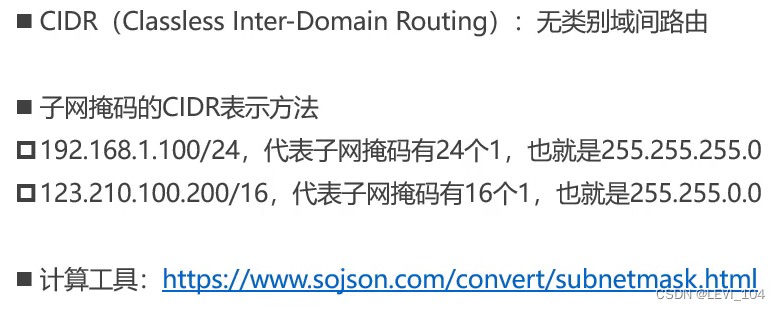 ■ CIDR（Classless Inter-Domain Routing）：无类别域间路由
■ 子网掩码的CIDR表示方法
192.168.1.100/24，代表子网掩码有24个1，也就是255.255.255.0
123.210.100.200/16，代表子网掩码有16个1，也就是255.255.0.0
■ 计算工具：https://www.sojson.com/convert/subnetmask.html
CSDN @LEVI_104